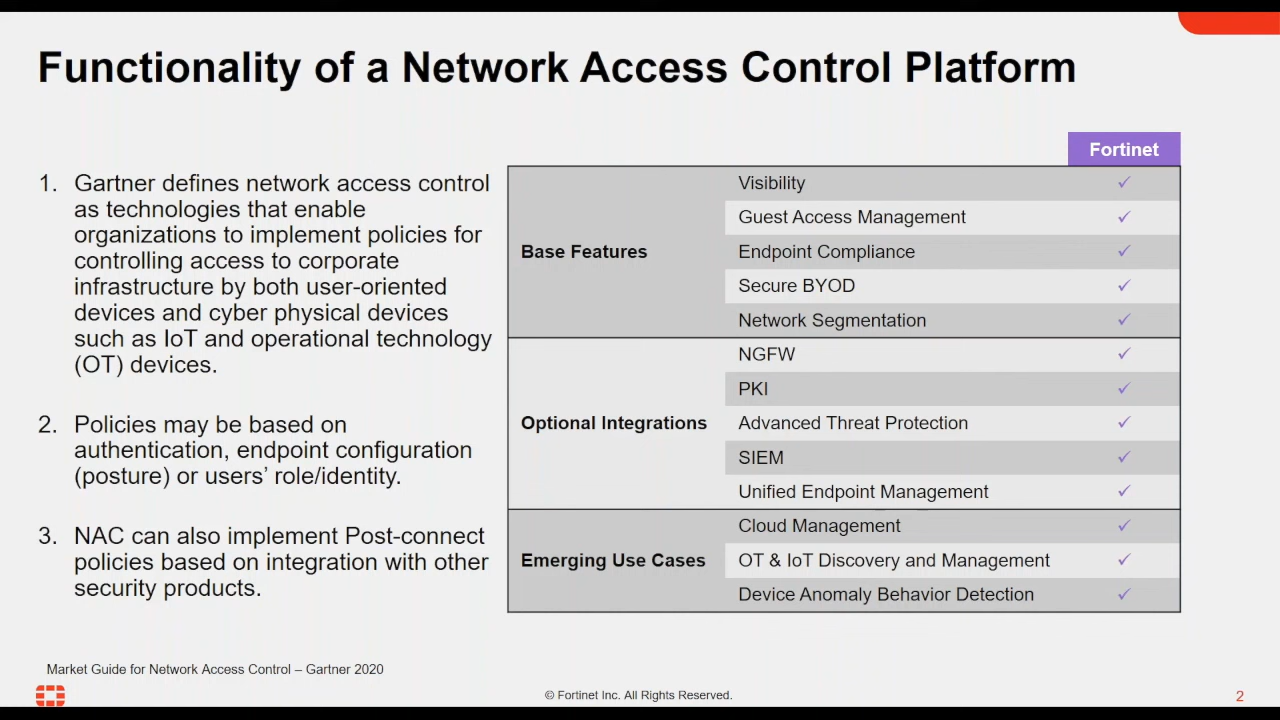 Functionality of a Network Access Control Platform
1. Gartner defines network access control
as technologies that enable
organizations to implement policies for
controlling access to corporate
infrastructure by both user-oriented
devices and cyber physical devices
such as IoT and operational technology
(OT) devices.
2. Policies may be based on
authentication, endpoint configuration
(posture) or users’ role/identity.
3. NAC can also implement Post-connect
policies based on integration with other
security products.
Fortinet
Base Features
Visibility ✓
Guest Access Management ✓
Endpoint Compliance ✓
Secure BYOD ✓
Network Segmentation ✓
Optional Integrations
NGFW ✓
PKI ✓
Advanced Threat Protection ✓
SIEM ✓
Unified Endpoint Management ✓
Emerging Use Cases
Cloud Management ✓
OT & IoT Discovery and Management ✓
Device Anomaly Behavior Detection ✓
Market Guide for Network Access Control – Gartner 2020
© Fortinet Inc. All Rights Reserved.
2